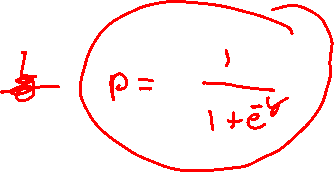 p = 1 / (1 + e^-y)